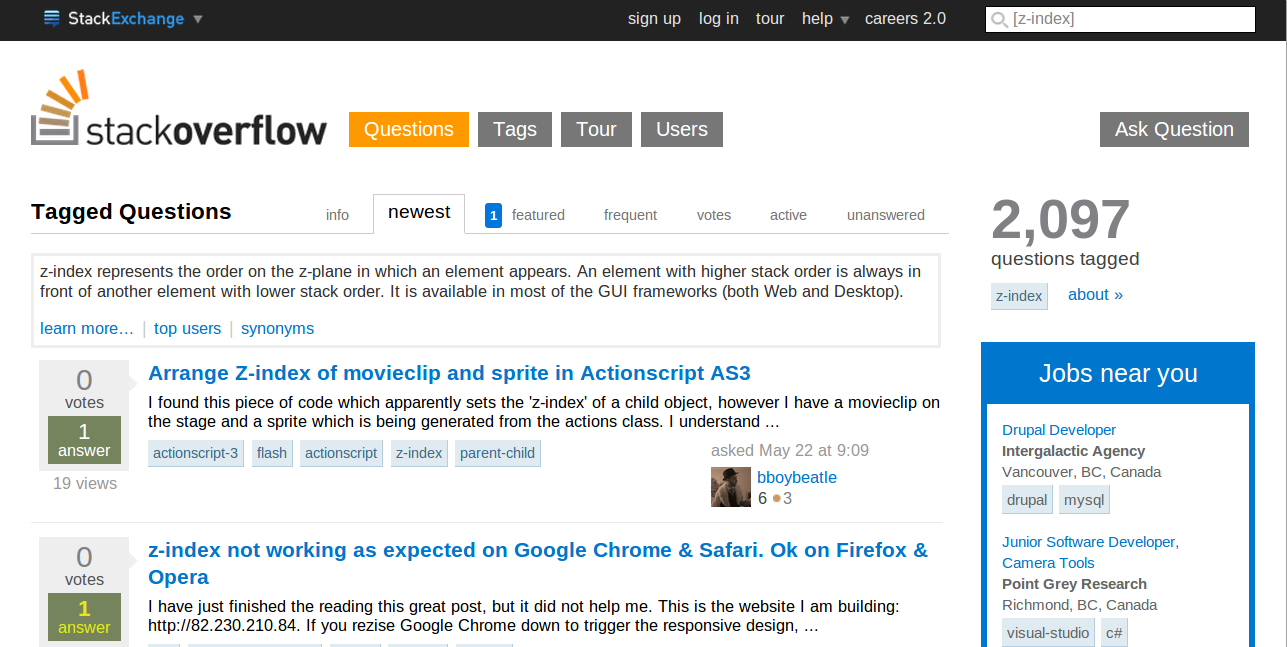 StackExchange
sign up log in tour help careers 2.0
[z-index]
stackoverflow
Questions Tags Tour Users
Ask Question
Tagged Questions
info newest 1 featured frequent votes active unanswered
z-index represents the order on the z-plane in which an element appears. An element with higher stack order is always in
front of another element with lower stack order. It is available in most of the GUI frameworks (both Web and Desktop).
learn more… | top users | synonyms
0
votes
1
answer
19 views
Arrange Z-index of movieclip and sprite in Actionscript AS3
I found this piece of code which apparently sets the 'z-index' of a child object, however I have a movieclip on
the stage and a sprite which is being generated from the actions class. I understand …
actionscript-3 flash actionscript z-index parent-child
asked May 22 at 9:09
bboybeatle
6 3
0
votes
1
answer
z-index not working as expected on Google Chrome & Safari. Ok on Firefox &
Opera
I have just finished the reading this great post, but it did not help me. This is the website I am building:
http://82.230.210.84. If you rezise Google Chrome down to trigger the responsive design, …
2,097
questions tagged
z-index about »
Jobs near you
Drupal Developer
Intergalactic Agency
Vancouver, BC, Canada
drupal mysql
Junior Software Developer,
Camera Tools
Point Grey Research
Richmond, BC, Canada
visual-studio c#